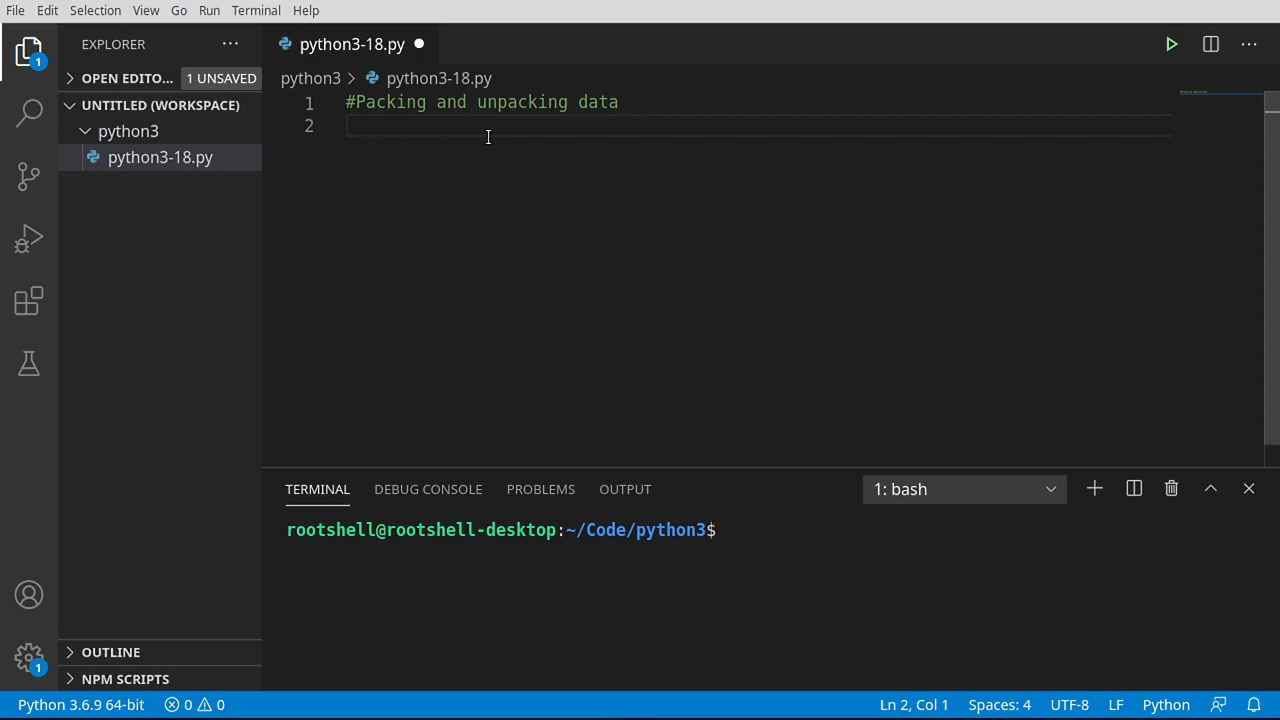 File Edit Selection View Go Run Terminal Help
EXPLORER
python3-18.py
OPEN EDITO... 1 UNSAVED
python3 > python3-18.py
UNTITLED (WORKSPACE)
1 #Packing and unpacking data
python3
2
python3-18.py
TERMINAL DEBUG CONSOLE PROBLEMS OUTPUT 1: bash
rootshell@rootshell-desktop:~/Code/python3$
OUTLINE
NPM SCRIPTS
1
1
Python 3.6.9 64-bit 0 0 Ln 2, Col 1 Spaces: 4 UTF-8 LF Python